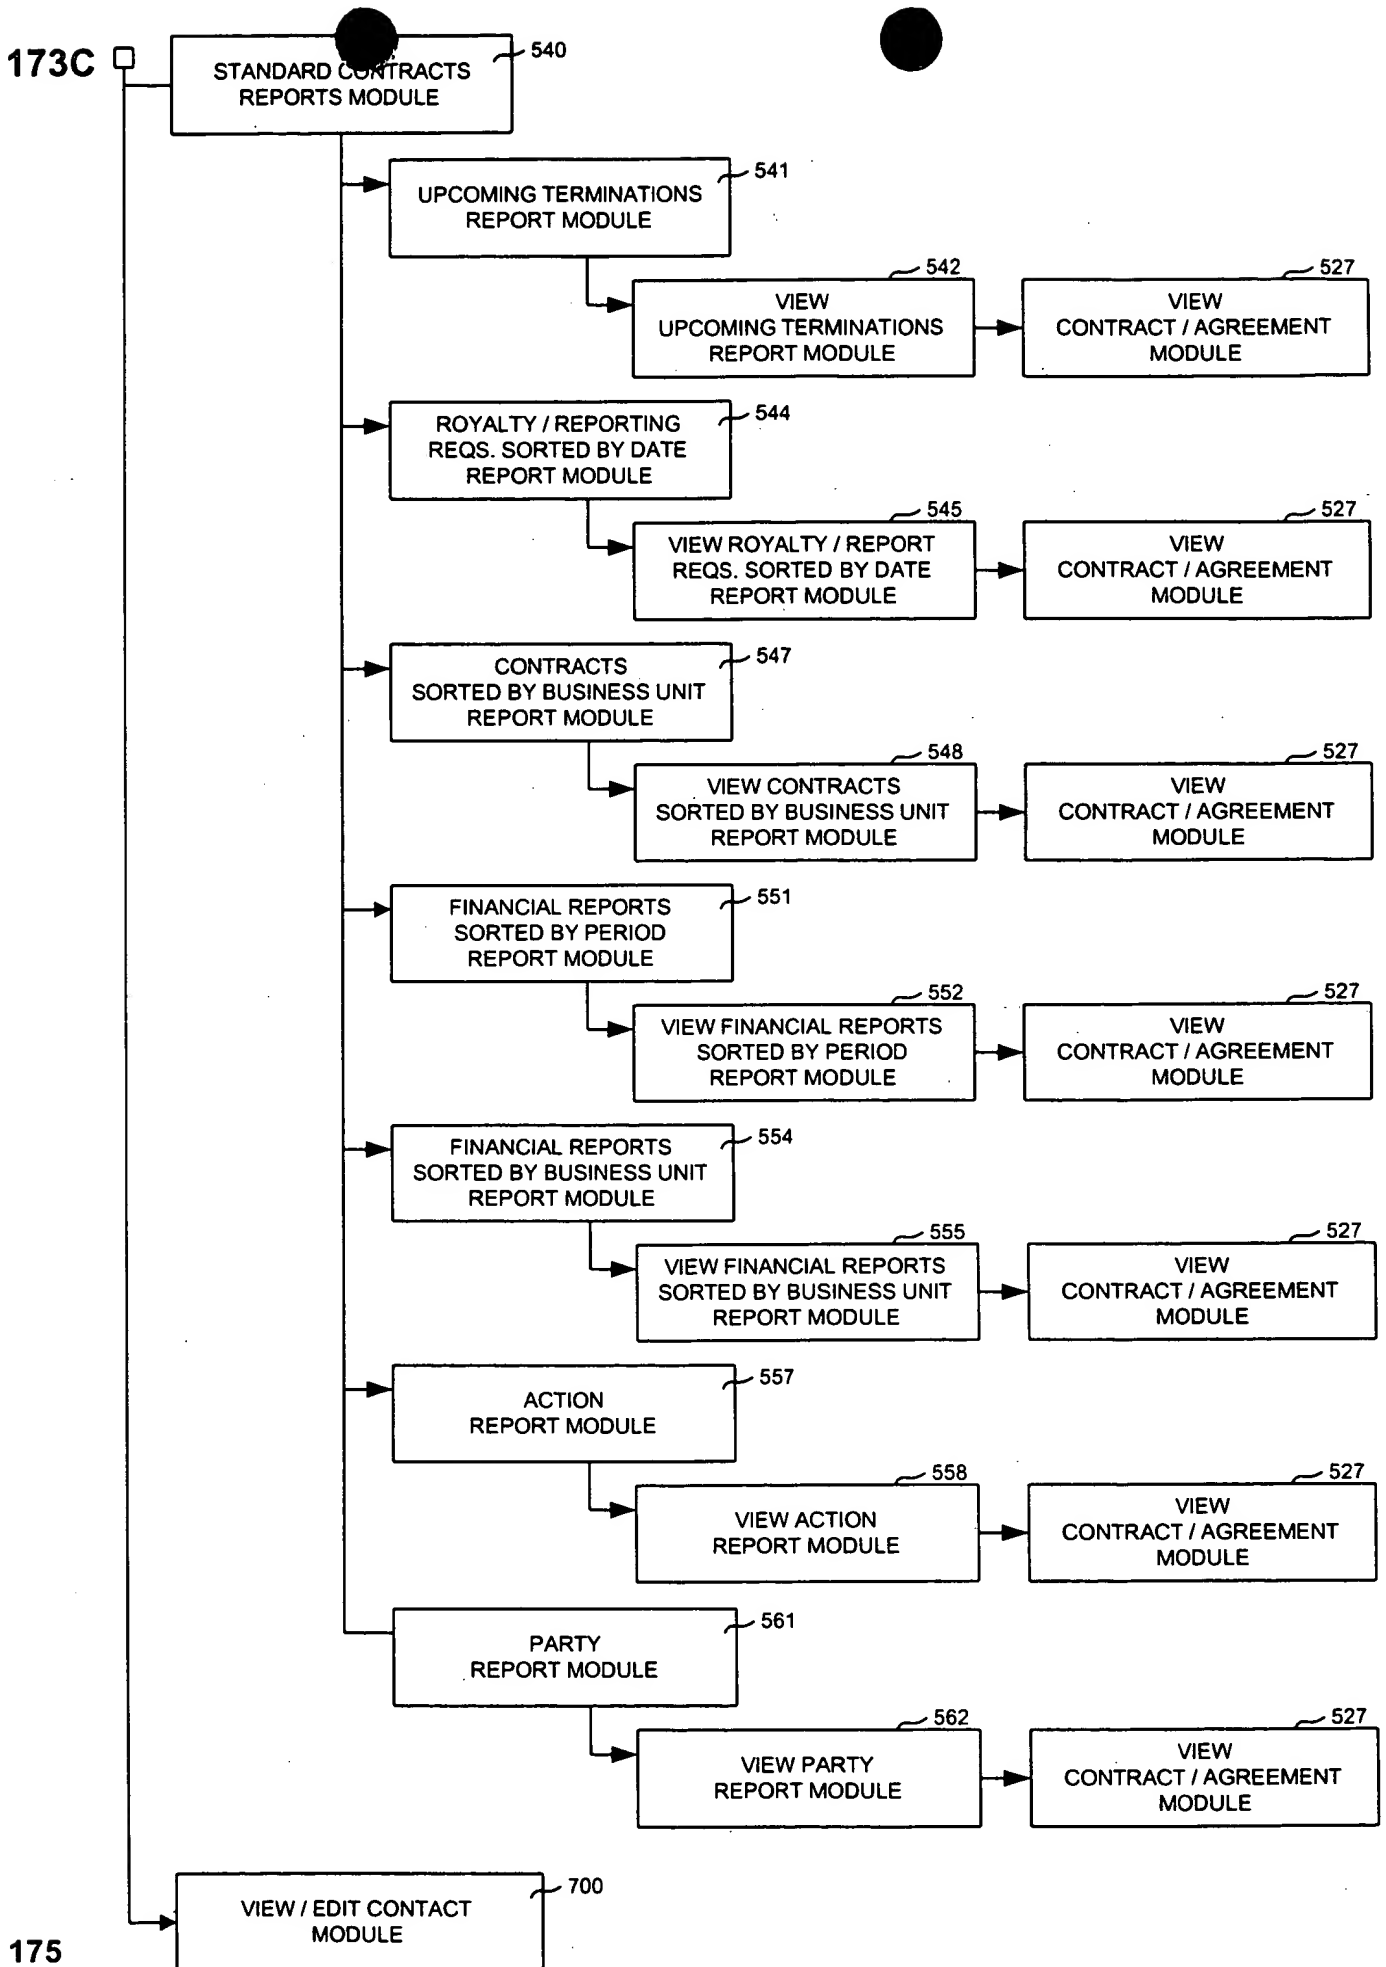 173C
540
STANDARD CONTRACTS
REPORTS MODULE
541
UPCOMING TERMINATIONS
REPORT MODULE
542
VIEW
UPCOMING TERMINATIONS
REPORT MODULE
527
VIEW
CONTRACT / AGREEMENT
MODULE
544
ROYALTY / REPORTING
REQS. SORTED BY DATE
REPORT MODULE
545
VIEW ROYALTY / REPORT
REQS. SORTED BY DATE
REPORT MODULE
527
VIEW
CONTRACT / AGREEMENT
MODULE
547
CONTRACTS
SORTED BY BUSINESS UNIT
REPORT MODULE
548
VIEW CONTRACTS
SORTED BY BUSINESS UNIT
REPORT MODULE
527
VIEW
CONTRACT / AGREEMENT
MODULE
551
FINANCIAL REPORTS
SORTED BY PERIOD
REPORT MODULE
552
VIEW FINANCIAL REPORTS
SORTED BY PERIOD
REPORT MODULE
527
VIEW
CONTRACT / AGREEMENT
MODULE
554
FINANCIAL REPORTS
SORTED BY BUSINESS UNIT
REPORT MODULE
555
VIEW FINANCIAL REPORTS
SORTED BY BUSINESS UNIT
REPORT MODULE
527
VIEW
CONTRACT / AGREEMENT
MODULE
557
ACTION
REPORT MODULE
558
VIEW ACTION
REPORT MODULE
527
VIEW
CONTRACT / AGREEMENT
MODULE
561
PARTY
REPORT MODULE
562
VIEW PARTY
REPORT MODULE
527
VIEW
CONTRACT / AGREEMENT
MODULE
700
VIEW / EDIT CONTACT
MODULE
175